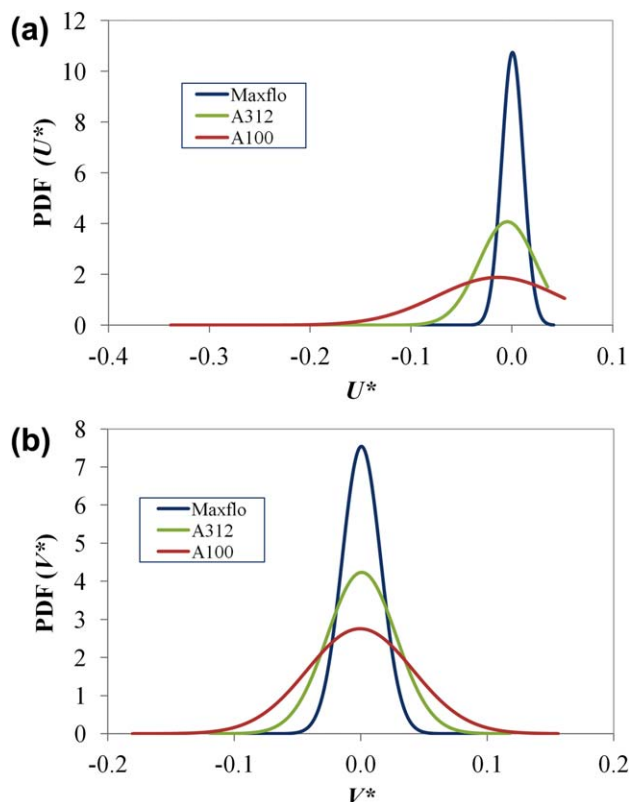 (a)
12
10
8
6
4
2
0
PDF (U*)
Maxflo
A312
A100
-0.4 -0.3 -0.2 -0.1 0.0 0.1
U*
(b)
8
7
6
5
4
3
2
1
0
PDF (V*)
Maxflo
A312
A100
-0.2 -0.1 0.0 0.1 0.2
V*